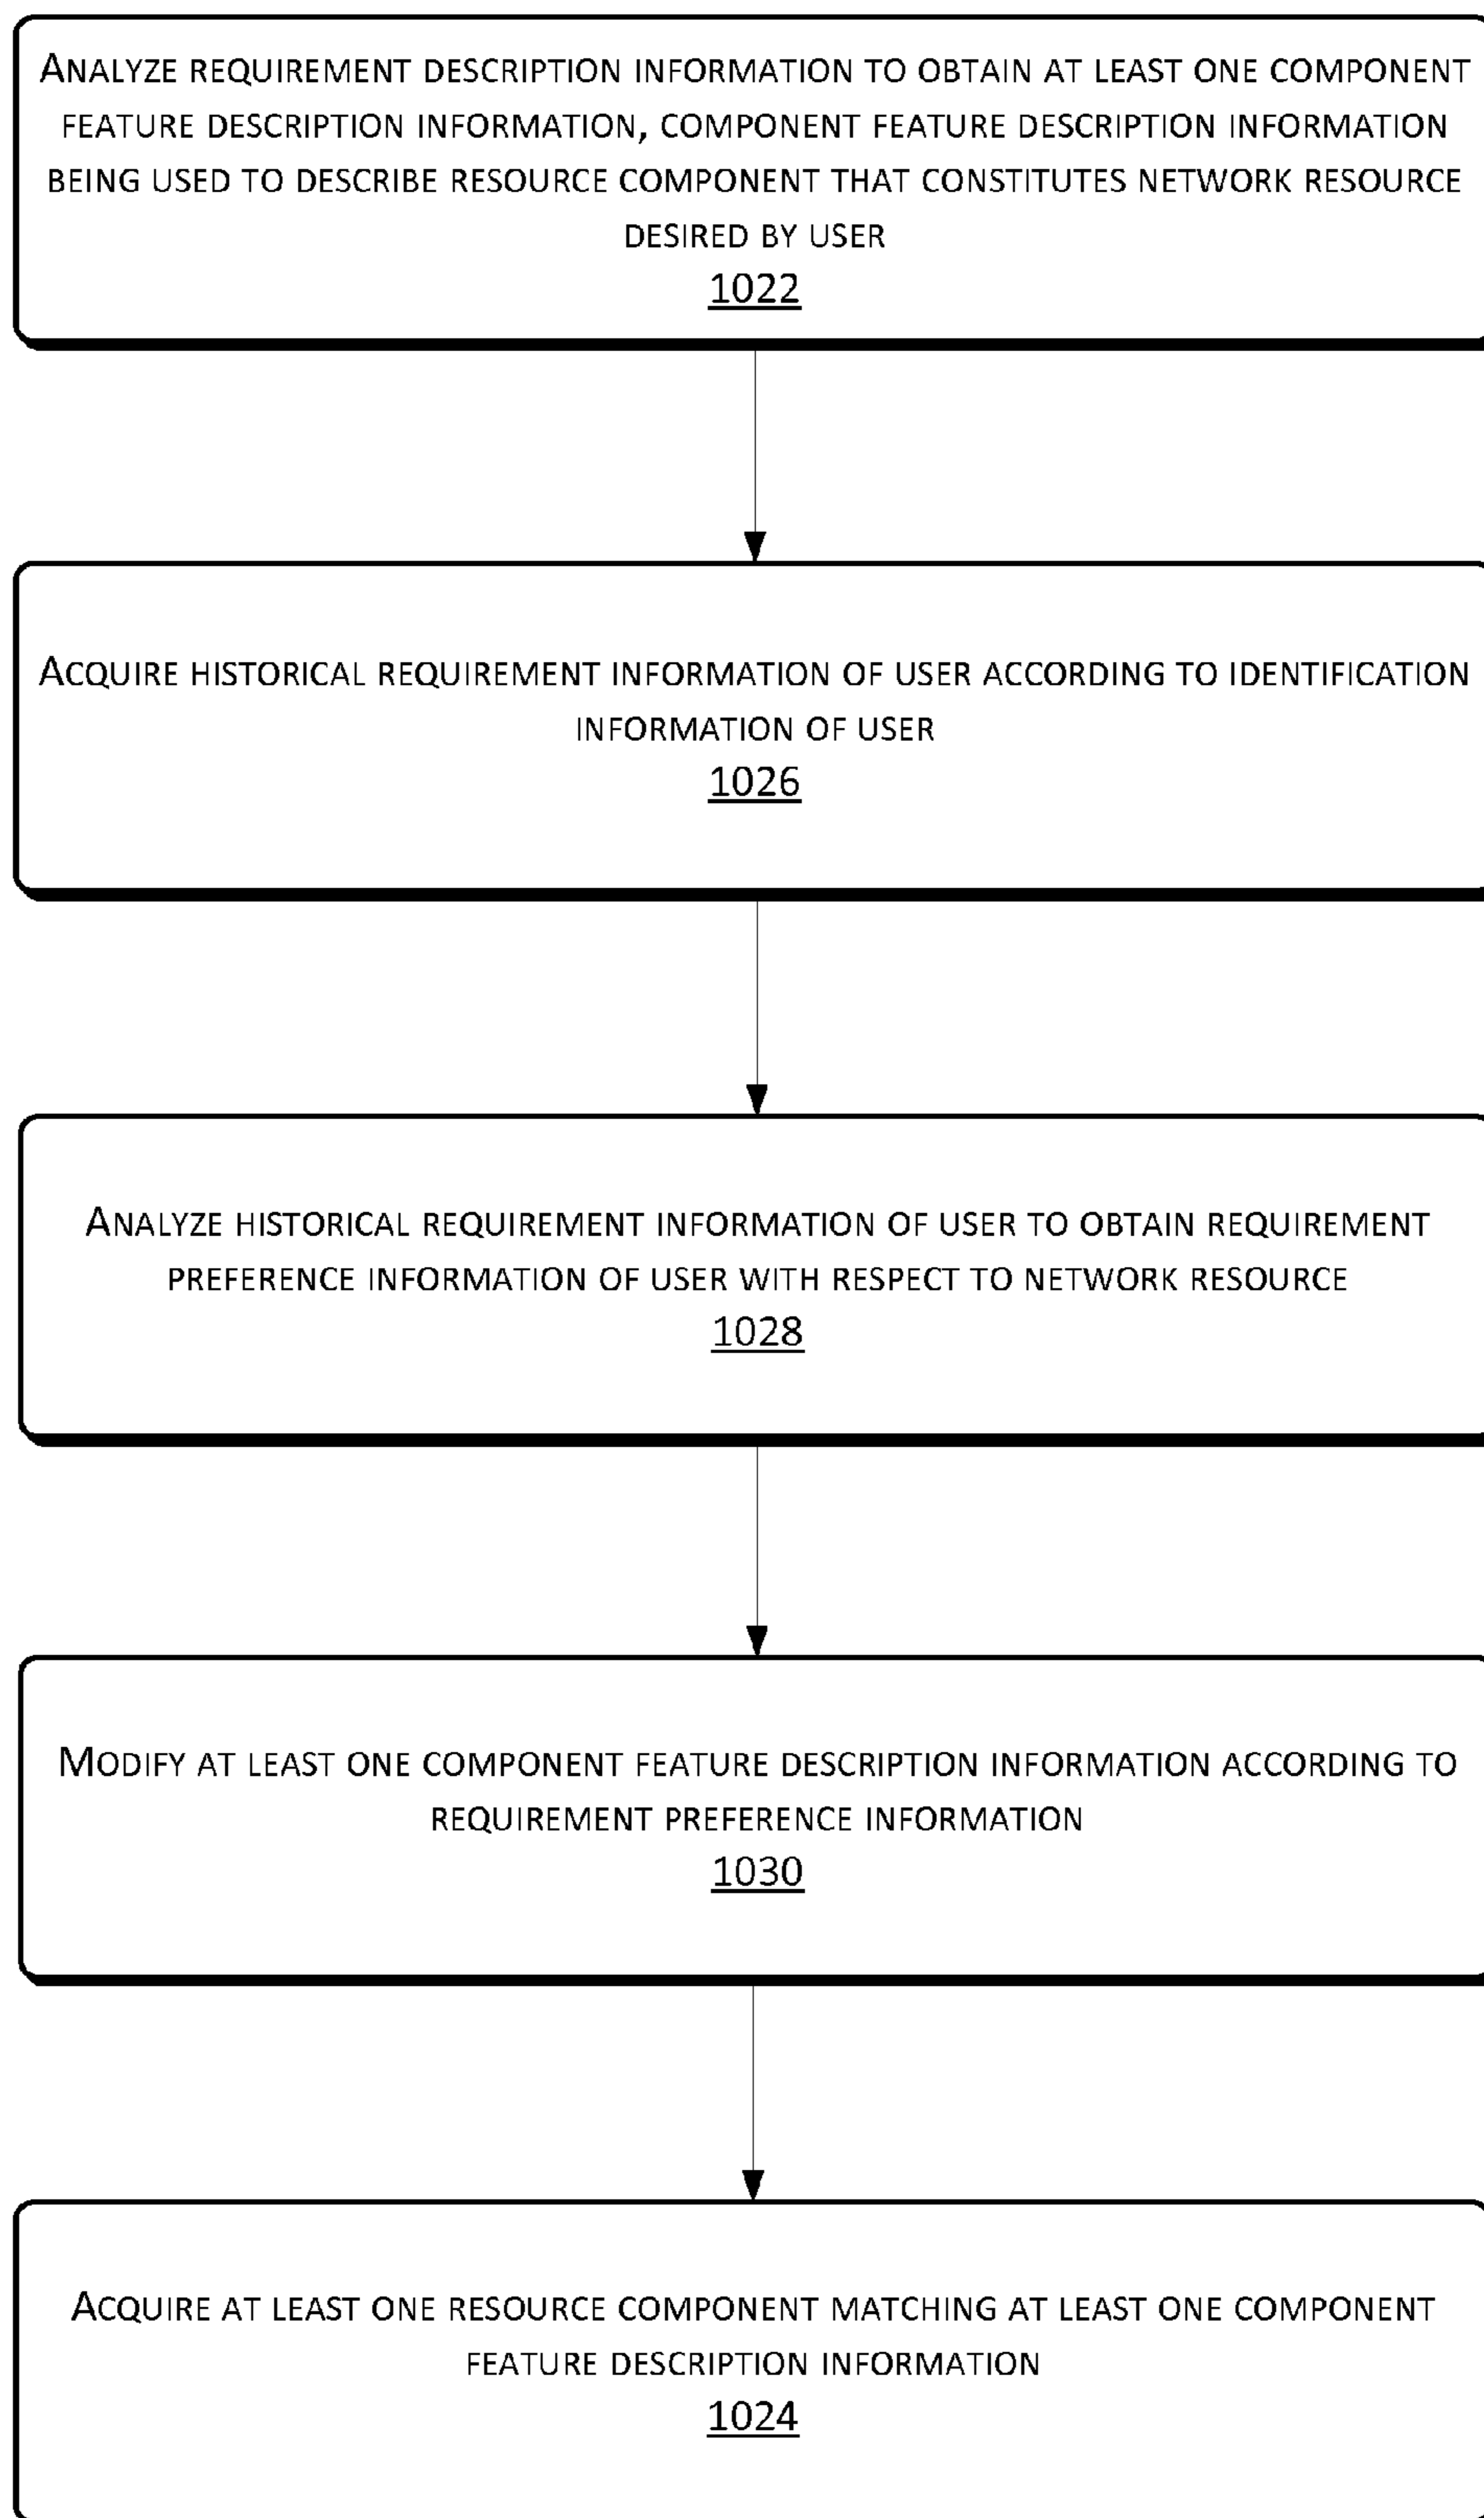 Analyze requirement description information to obtain at least one component
feature description information, component feature description information
being used to describe resource component that constitutes network resource
desired by user
1022
Acquire historical requirement information of user according to identification
information of user
1026
Analyze historical requirement information of user to obtain requirement
preference information of user with respect to network resource
1028
Modify at least one component feature description information according to
requirement preference information
1030
Acquire at least one resource component matching at least one component
feature description information
1024